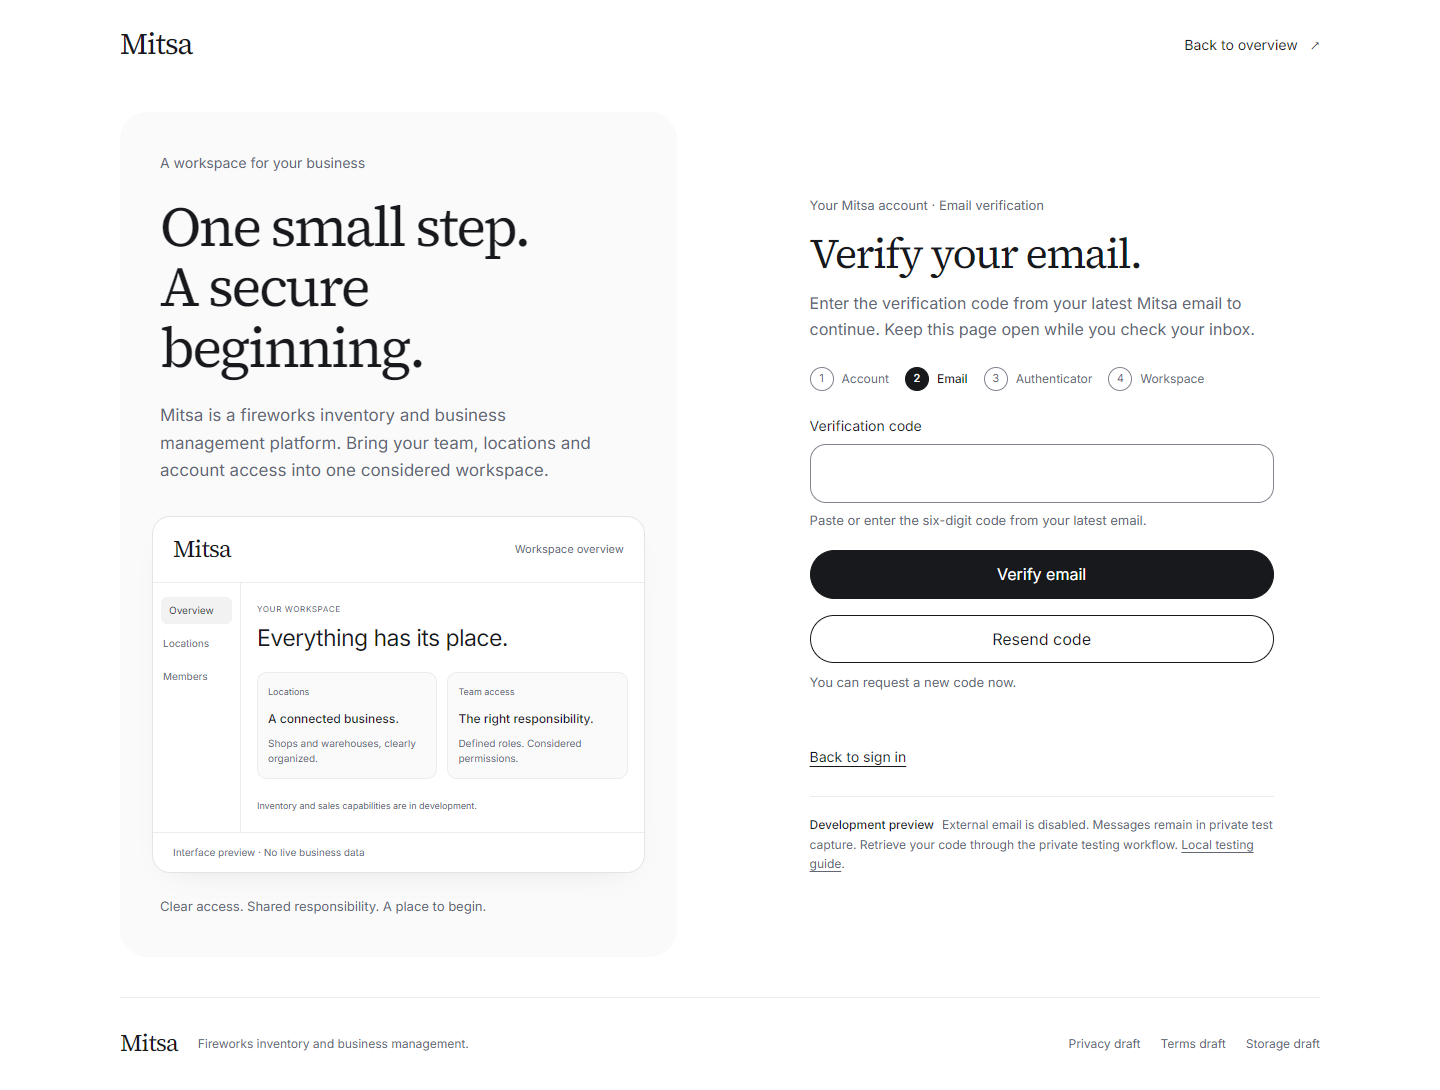 Mitsa
Back to overview ↗
A workspace for your business
One small step.
A secure
beginning.
Mitsa is a fireworks inventory and business
management platform. Bring your team, locations and
account access into one considered workspace.
Mitsa
Workspace overview
Overview
Locations
Members
YOUR WORKSPACE
Everything has its place.
Locations
A connected business.
Shops and warehouses, clearly
organized.
Team access
The right responsibility.
Defined roles. Considered
permissions.
Inventory and sales capabilities are in development.
Interface preview · No live business data
Clear access. Shared responsibility. A place to begin.
Your Mitsa account · Email verification
Verify your email.
Enter the verification code from your latest Mitsa email to
continue. Keep this page open while you check your inbox.
1 Account 2 Email 3 Authenticator 4 Workspace
Verification code
Paste or enter the six-digit code from your latest email.
Verify email
Resend code
You can request a new code now.
Back to sign in
Development preview External email is disabled. Messages remain in private test
capture. Retrieve your code through the private testing workflow. Local testing
guide.
Mitsa Fireworks inventory and business management.
Privacy draft Terms draft Storage draft